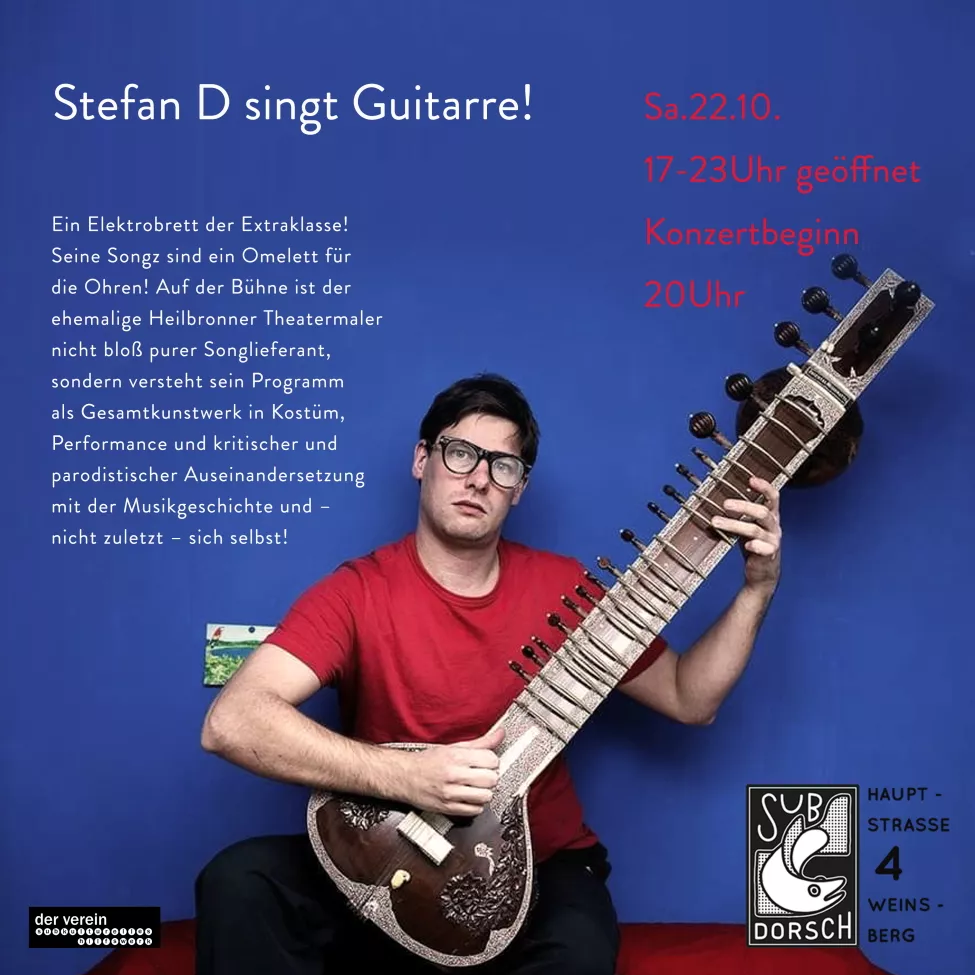 Stefan D singt Guitarre!
Sa.22.10.
17-23Uhr geöffnet
Konzertbeginn
20Uhr
Ein Elektrobrett der Extraklasse!
Seine Songz sind ein Omelett für
die Ohren! Auf der Bühne ist der
ehemalige Heilbronner Theatermaler
nicht bloß purer Songlieferant,
sondern versteht sein Programm
als Gesamtkunstwerk in Kostüm,
Performance und kritischer und
parodistischer Auseinandersetzung
mit der Musikgeschichte und –
nicht zuletzt – sich selbst!
SUB
DORSCH
HAUPT -
STRASSE
4
WEINS -
BERG
der verein
subkulturelles
hilfswerk